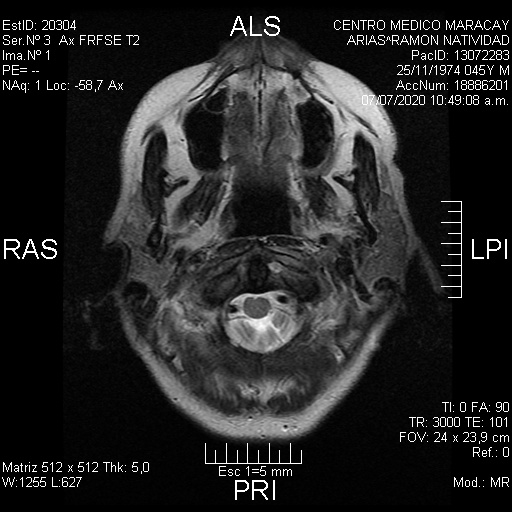 EstID: 20304
Ser.Nº 3 Ax FRFSE T2
Ima.Nº 1
PE= --
NAq: 1 Loc: -58,7 Ax
ALS
CENTRO MEDICO MARACAY
ARIAS^RAMON NATIVIDAD
PacID: 13072283
25/11/1974 045Y M
AccNum: 18886201
07/07/2020 10:49:08 a.m.
RAS
LPI
Matriz 512 x 512 Thk: 5,0
W:1255 L:627
Esc 1=5 mm
PRI
TI: 0 FA: 90
TR: 3000 TE: 101
FOV: 24 x 23,9 cm
Ref.: 0
Mod.: MR